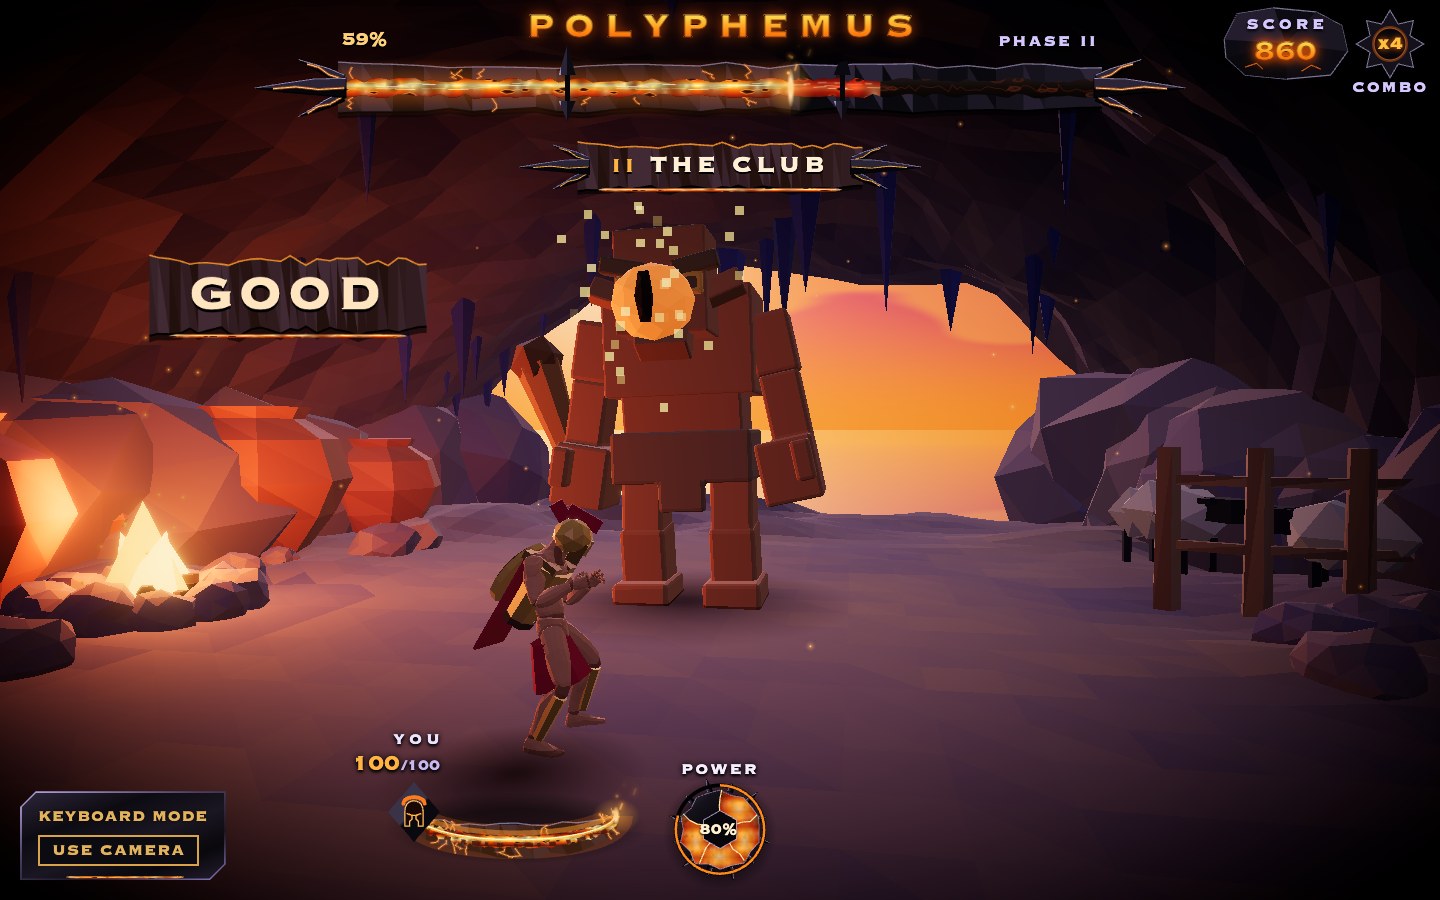 POLYPHEMUS
59%
PHASE II
SCORE
860
x4
COMBO
II THE CLUB
GOOD
YOU
100/100
POWER
80%
KEYBOARD MODE
USE CAMERA